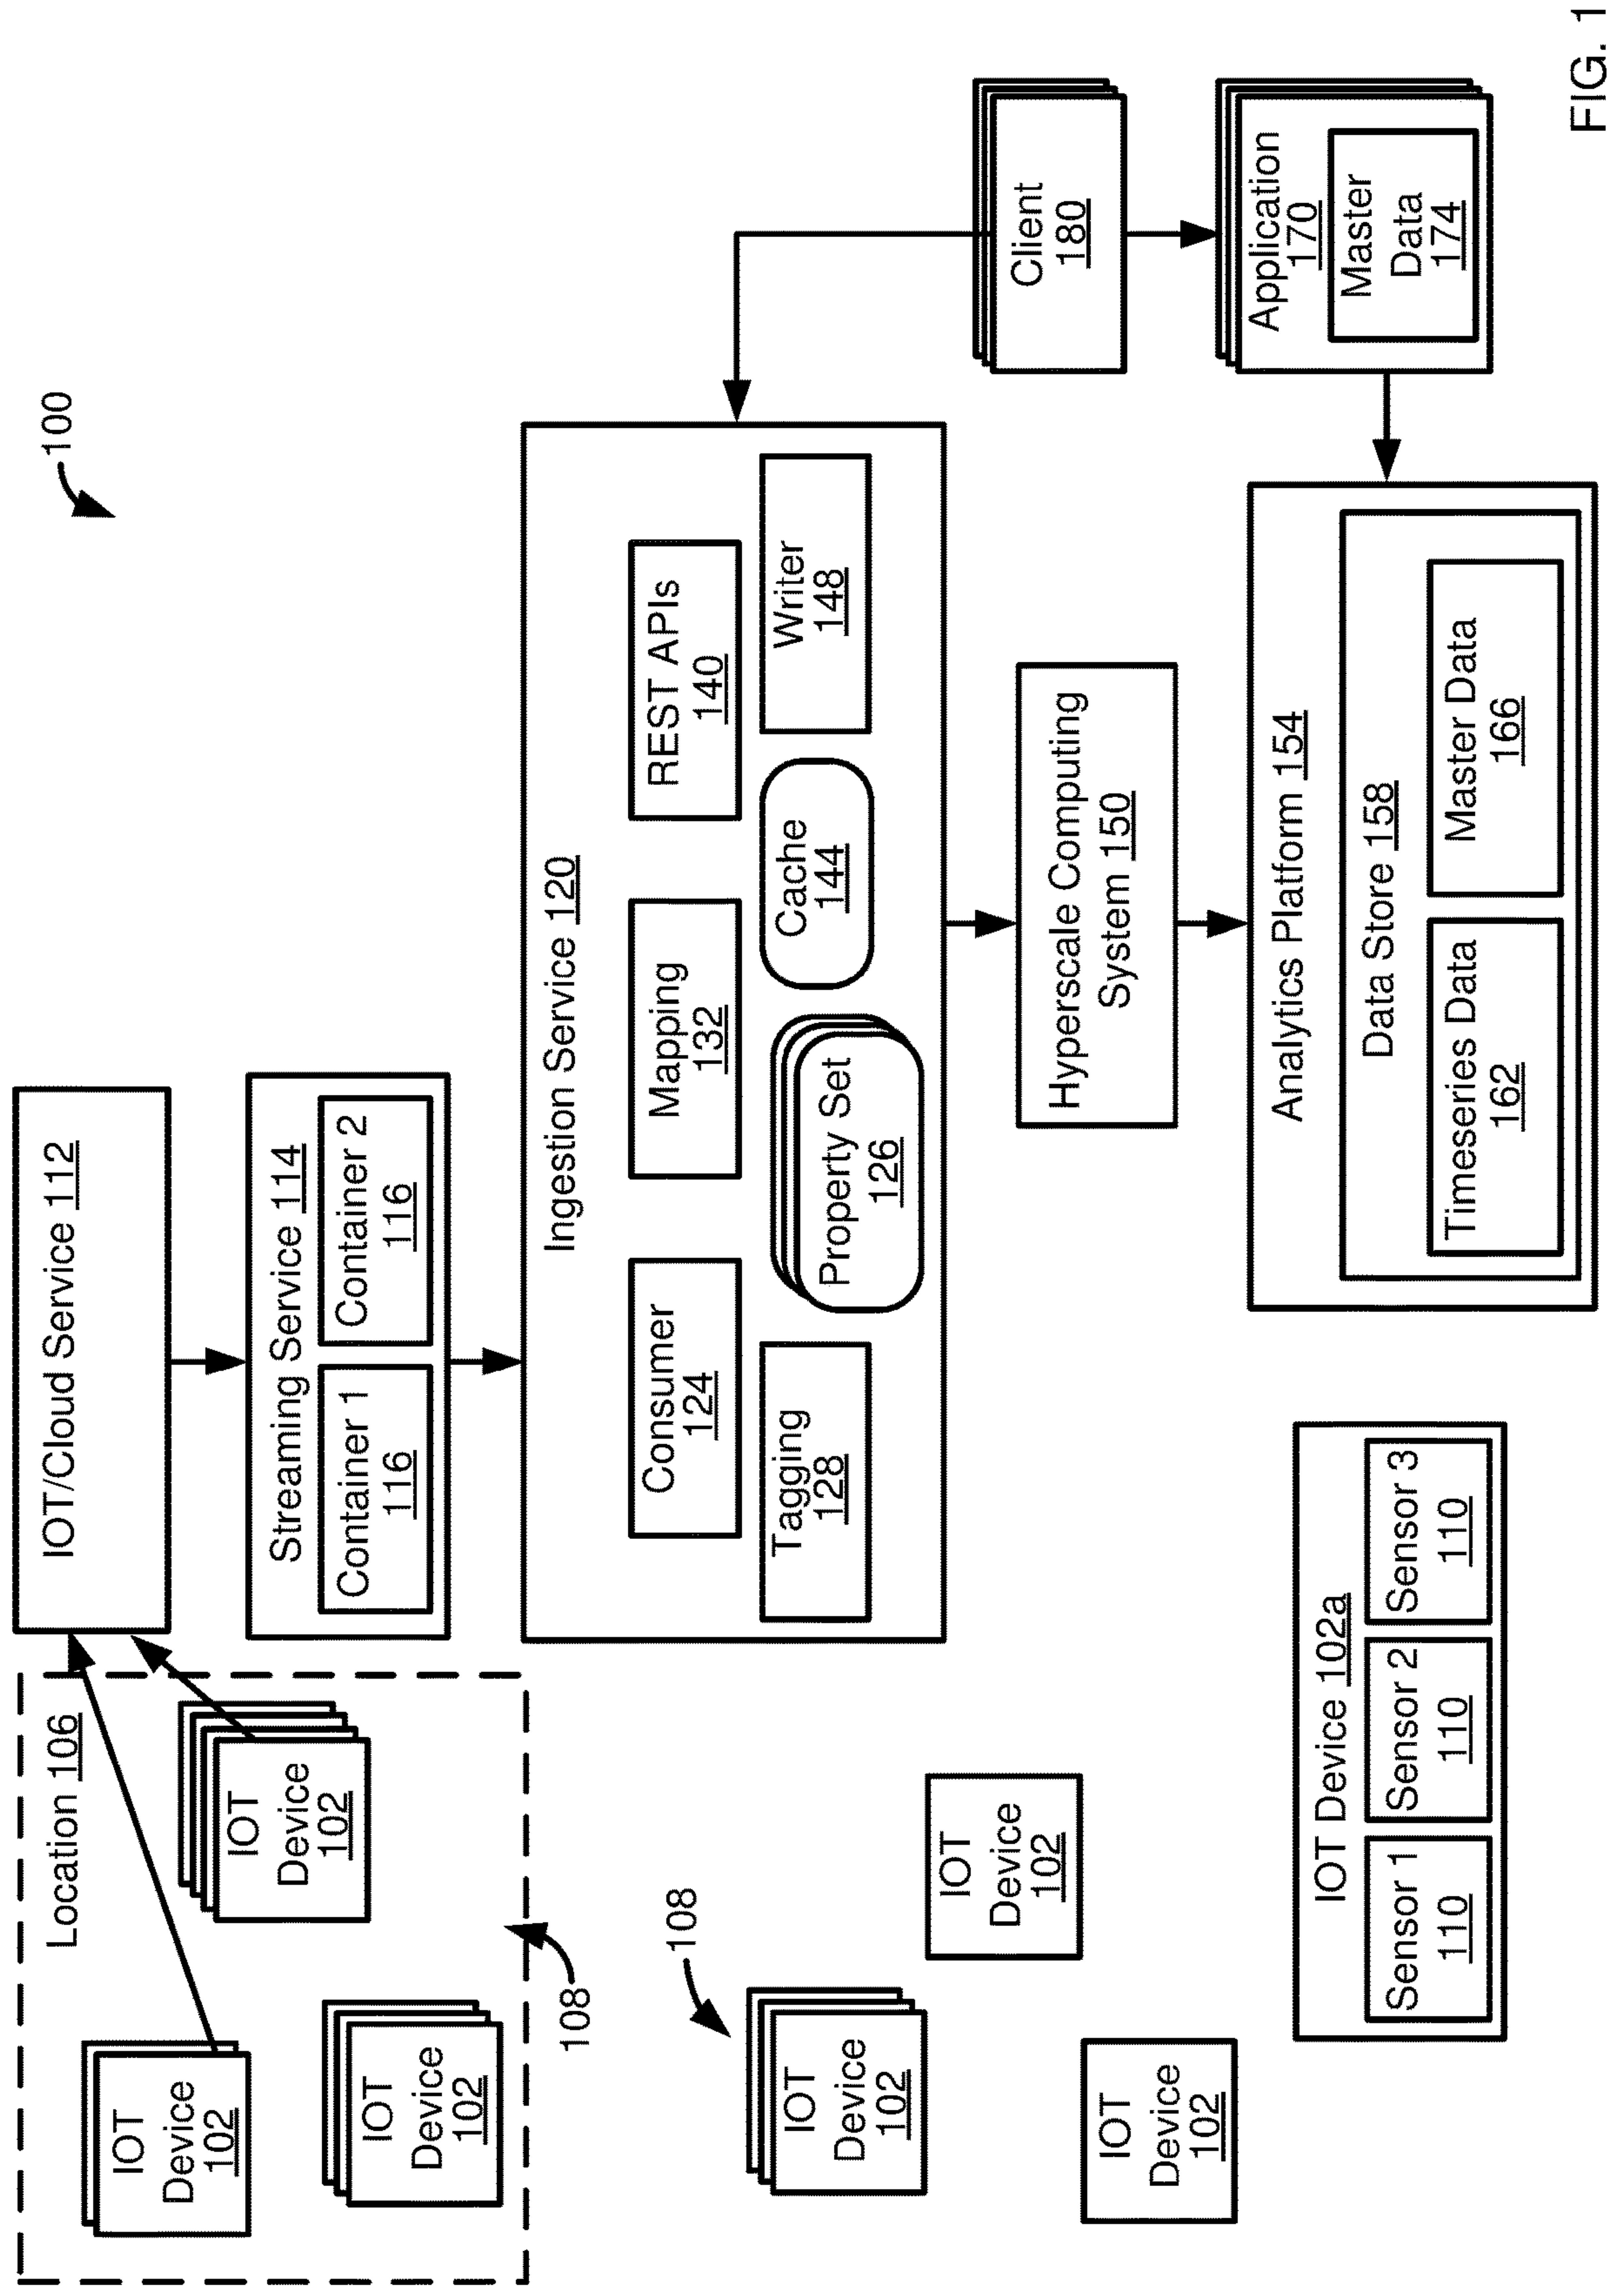 100
Location 106
IOT
Device
102
IOT
Device
102
IOT
Device
102
108
IOT/Cloud Service 112
Streaming Service 114
Container 1
116
Container 2
116
Ingestion Service 120
Consumer
124
Mapping
132
REST APIs
140
Tagging
128
Property Set
126
Cache
144
Writer
148
Client
180
Hyperscale Computing
System 150
Application
170
Master
Data
174
Analytics Platform 154
Data Store 158
Timeseries Data
162
Master Data
166
108
IOT
Device
102
IOT
Device
102
IOT
Device
102
IOT Device 102a
Sensor 1
110
Sensor 2
110
Sensor 3
110
FIG. 1